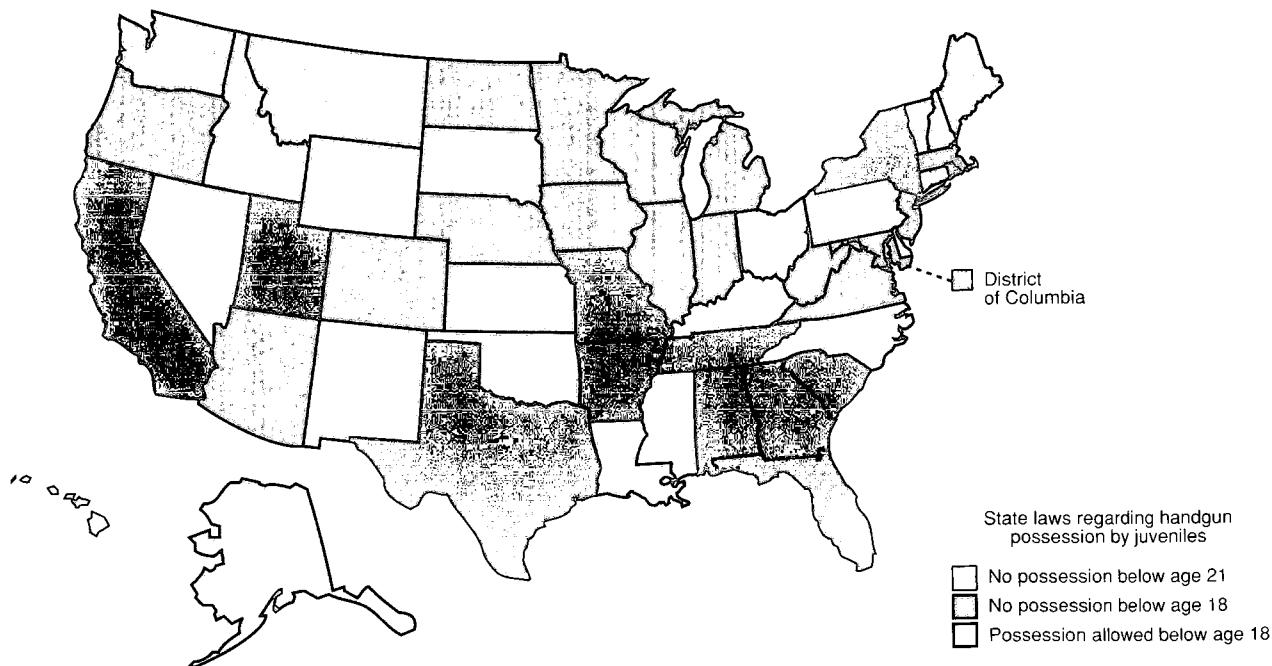 District
of Columbia
State laws regarding handgun
possession by juveniles
No possession below age 21
No possession below age 18
Possession allowed below age 18